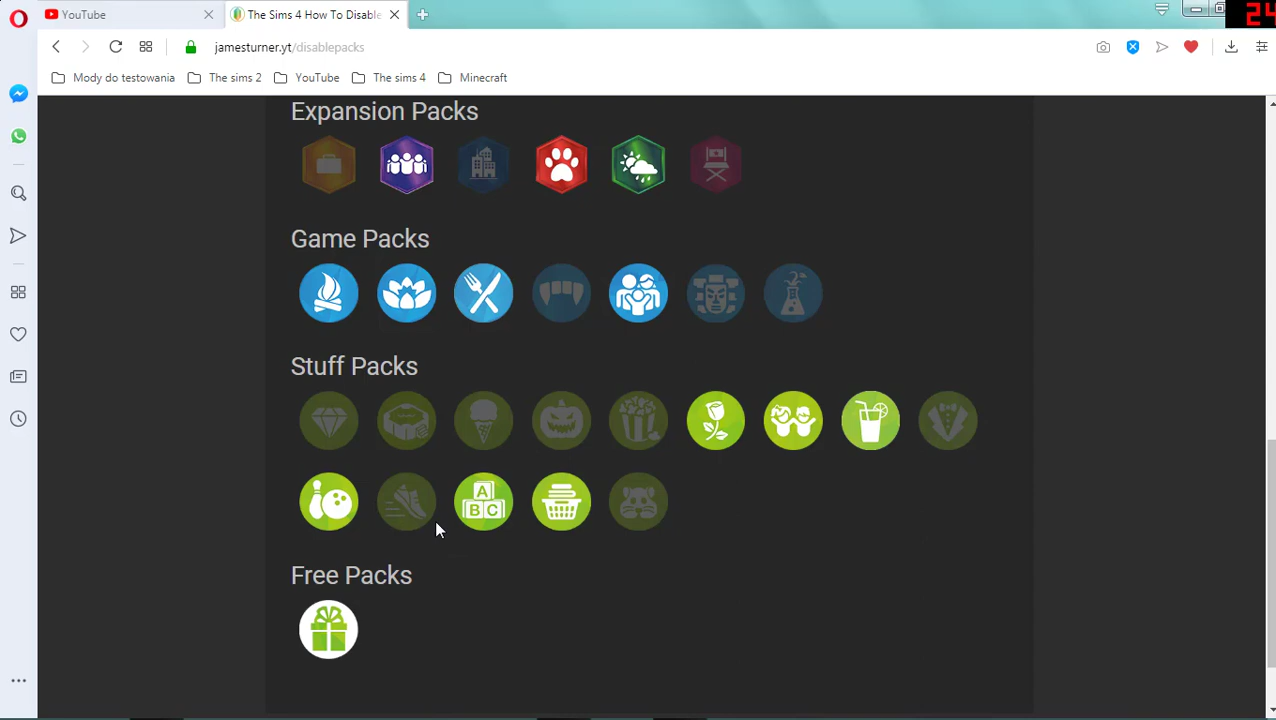 YouTube
The Sims 4 How To Disable
24
jamesturner.yt/disablepacks
Mody do testowania
The sims 2
YouTube
The sims 4
Minecraft
Expansion Packs
Game Packs
Stuff Packs
A
B C
Free Packs